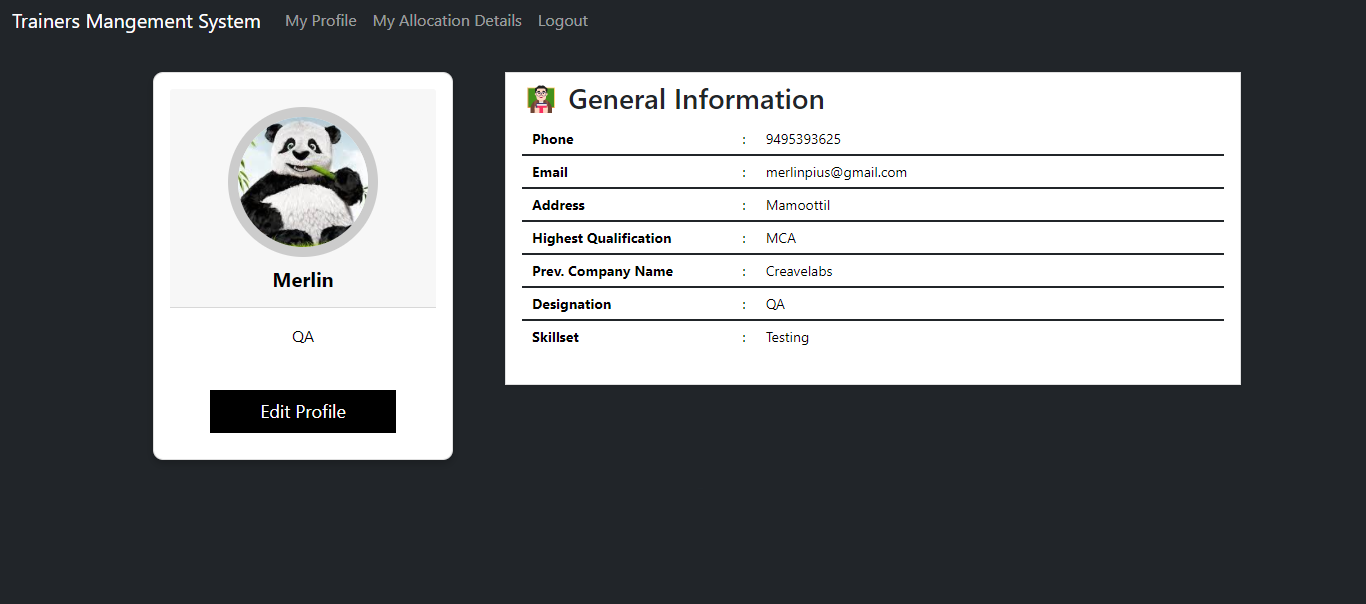 Trainers Mangement System My Profile My Allocation Details Logout
Merlin
QA
Edit Profile
General Information
Phone : 9495393625
Email : merlinpius@gmail.com
Address : Mamoottil
Highest Qualification : MCA
Prev. Company Name : Creavelabs
Designation : QA
Skillset : Testing